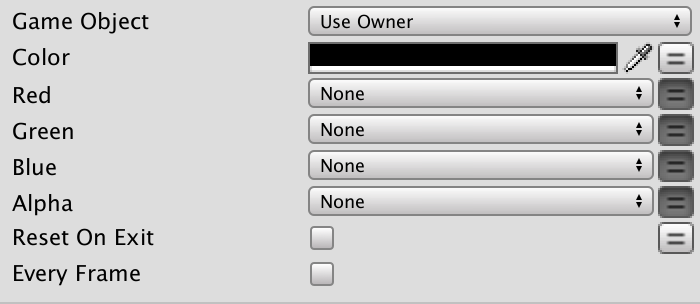 Game Object Use Owner
Color
Red None
Green None
Blue None
Alpha None
Reset On Exit
Every Frame